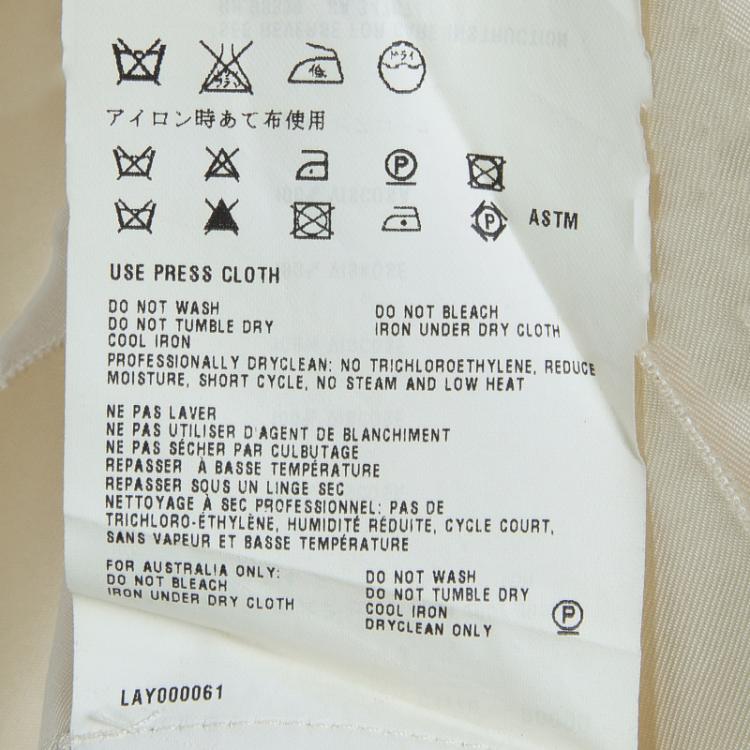 低 ドライ
アイロン時あて布使用
P
P ASTM
USE PRESS CLOTH
DO NOT WASH
DO NOT TUMBLE DRY
COOL IRON
DO NOT BLEACH
IRON UNDER DRY CLOTH
PROFESSIONALLY DRYCLEAN: NO TRICHLOROETHYLENE, REDUCE
MOISTURE, SHORT CYCLE, NO STEAM AND LOW HEAT
NE PAS LAVER
NE PAS UTILISER D'AGENT DE BLANCHIMENT
NE PAS SÉCHER PAR CULBUTAGE
REPASSER À BASSE TEMPÉRATURE
REPASSER SOUS UN LINGE SEC
NETTOYAGE À SEC PROFESSIONNEL: PAS DE
TRICHLORO-ÉTHYLÈNE, HUMIDITÉ RÉDUITE, CYCLE COURT,
SANS VAPEUR ET BASSE TEMPÉRATURE
FOR AUSTRALIA ONLY:
DO NOT BLEACH
IRON UNDER DRY CLOTH
DO NOT WASH
DO NOT TUMBLE DRY
COOL IRON
DRYCLEAN ONLY
P
LAY000061